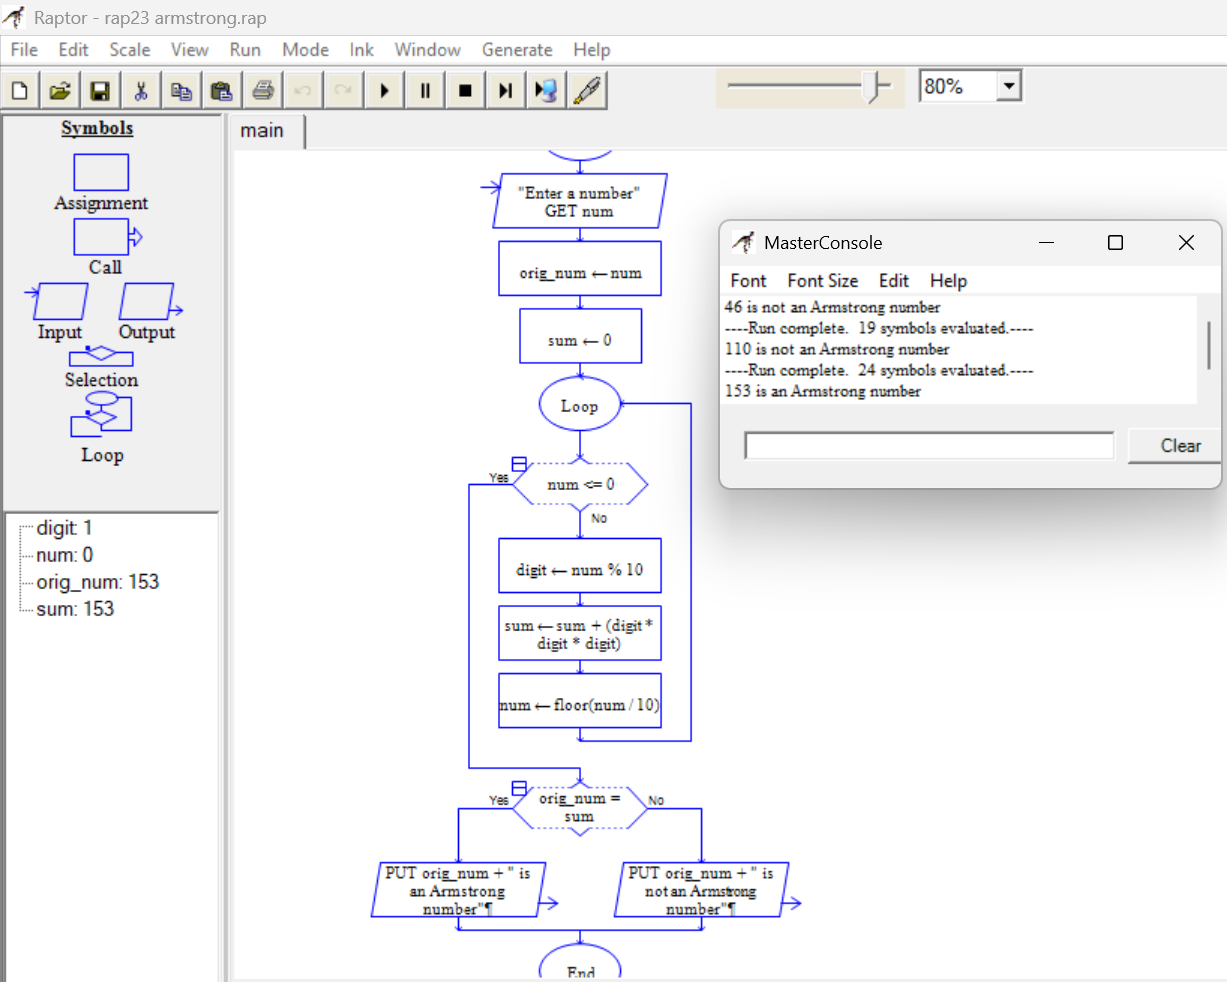 Raptor - rap23 armstrong.rap
File Edit Scale View Run Mode Ink Window Generate Help
80%
Symbols
Assignment
Call
Input Output
Selection
Loop
digit: 1
num: 0
orig_num: 153
sum: 153
main
"Enter a number"
GET num
orig_num ← num
sum ← 0
Loop
Yes
num <= 0
No
digit ← num % 10
sum ← sum + (digit *
digit * digit)
num ← floor(num / 10)
Yes
orig_num =
sum
No
PUT orig_num + " is
an Armstrong
number"¶
PUT orig_num + " is
not an Armstrong
number"¶
End
MasterConsole
Font Font Size Edit Help
46 is not an Armstrong number
----Run complete. 19 symbols evaluated.----
110 is not an Armstrong number
----Run complete. 24 symbols evaluated.----
153 is an Armstrong number
Clear